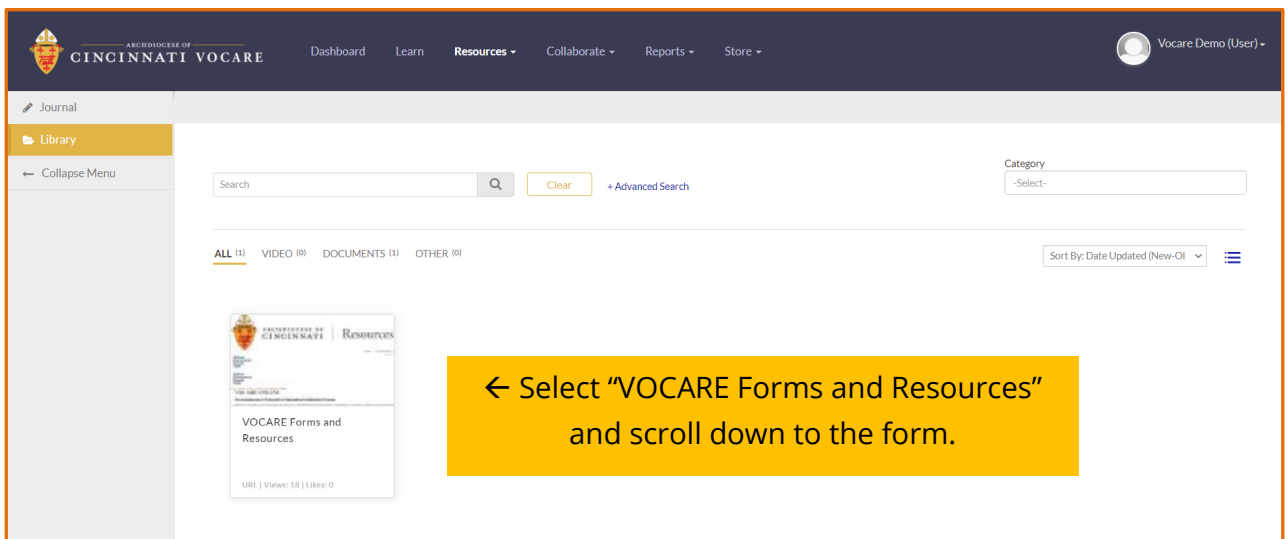 ARCHDIOCESE OF
CINCINNATI VOCARE
Dashboard Learn Resources Collaborate Reports Store
Vocare Demo (User)
Journal
Library
← Collapse Menu
Search
Clear
+ Advanced Search
Category
-Select-
ALL (1) VIDEO (0) DOCUMENTS (1) OTHER (0)
Sort By: Date Updated (New-Ol
ARCHDIOCESE OF
CINCINNATI
Resources
VOCARE Forms and
Resources
URL | Views: 18 | Likes: 0
← Select “VOCARE Forms and Resources”
and scroll down to the form.